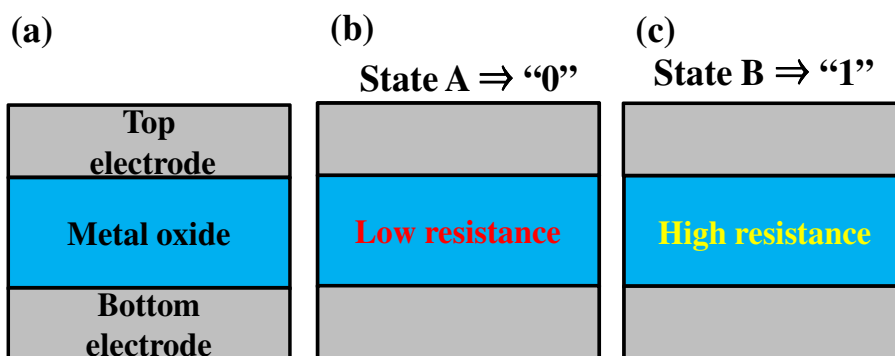 (a)
Top
electrode
Metal oxide
Bottom
electrode
(b)
State A ⇒ “0”
Low resistance
(c)
State B ⇒ “1”
High resistance